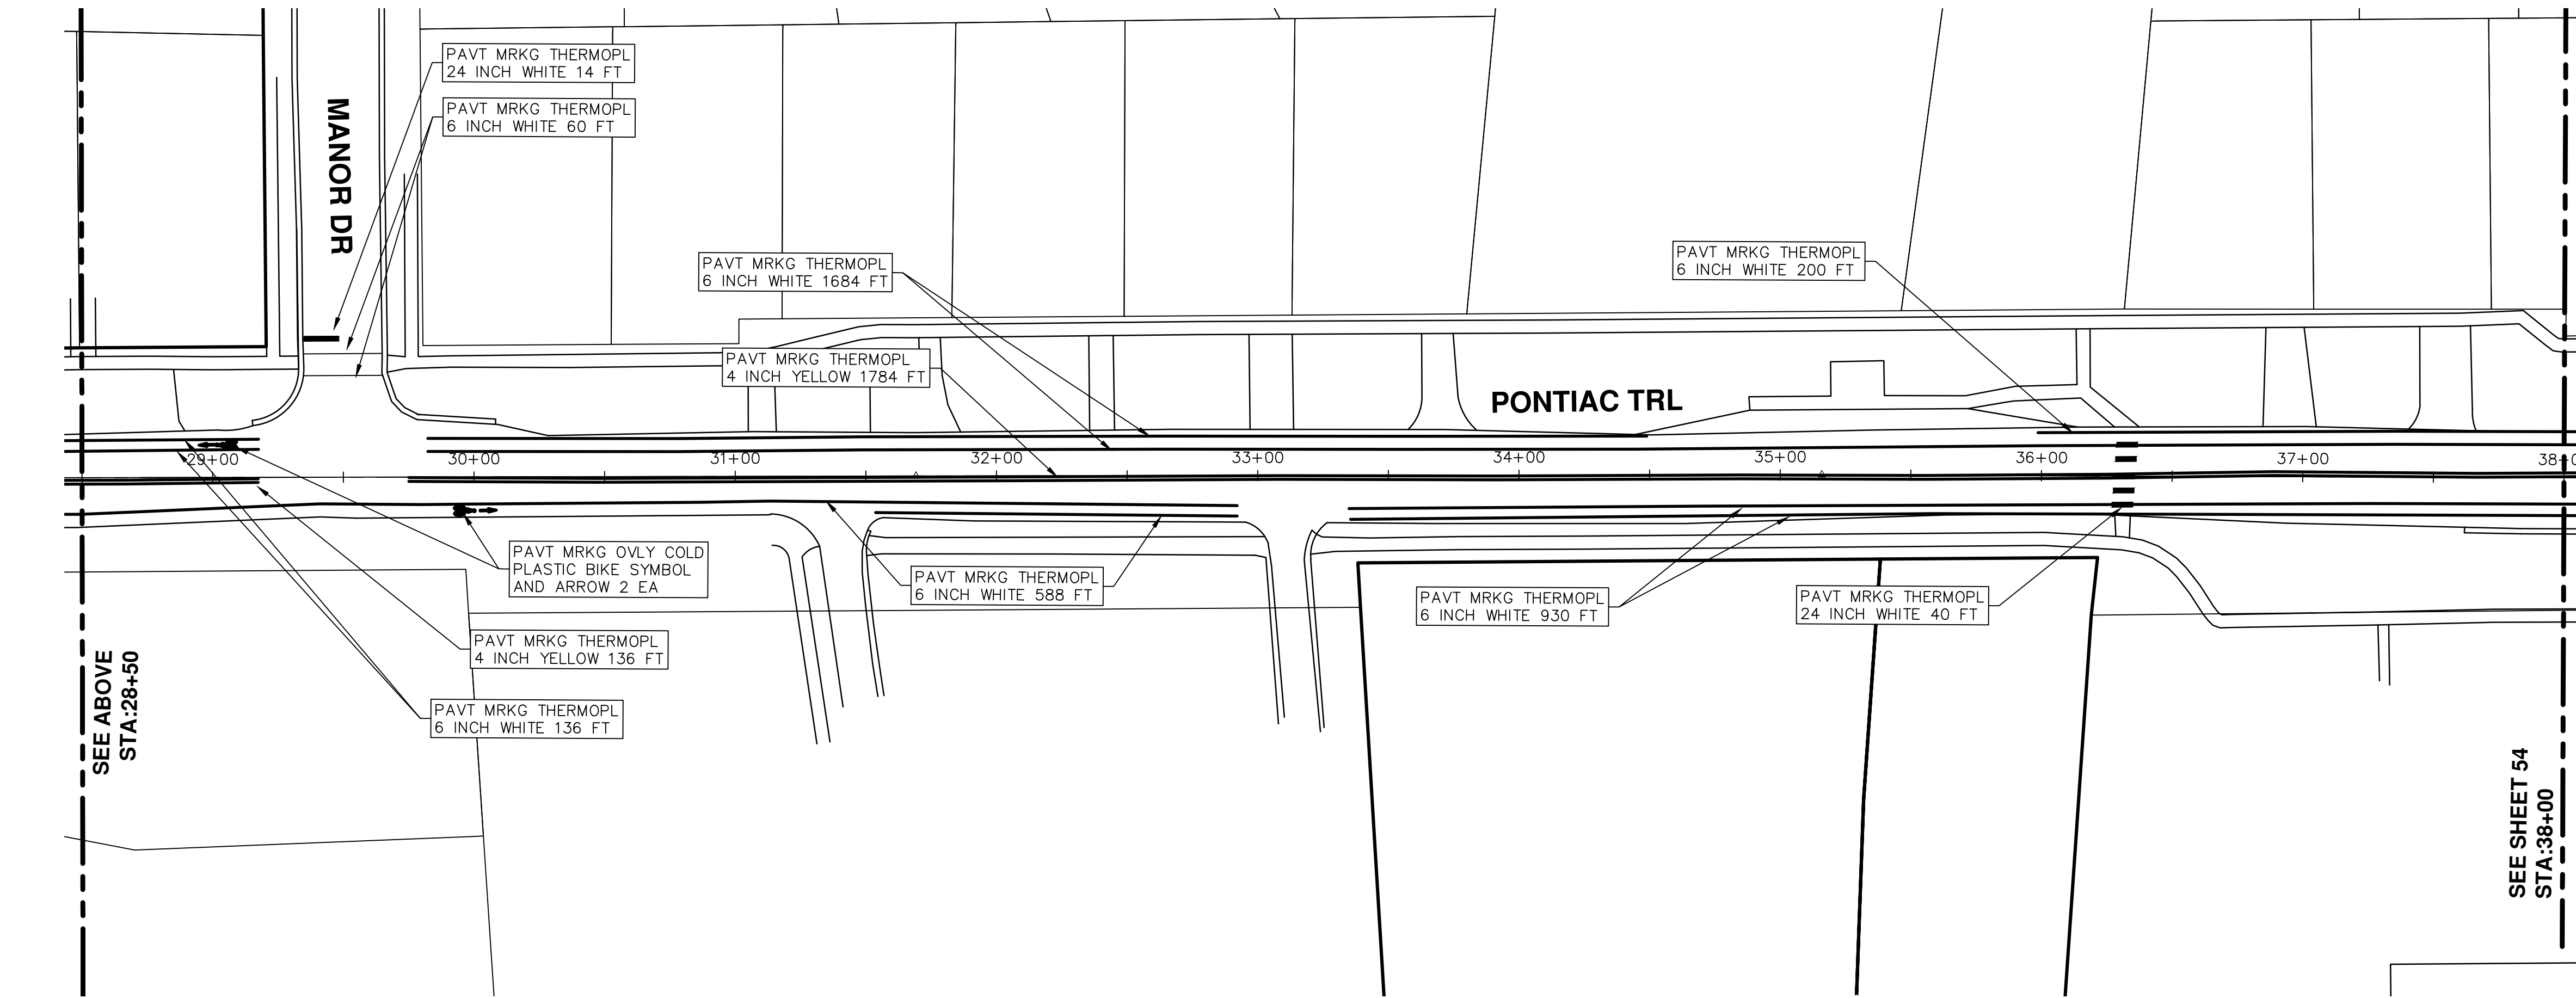 PAVT MRKG THERMOPL
24 INCH WHITE 14 FT
PAVT MRKG THERMOPL
6 INCH WHITE 60 FT
MANOR DR
PAVT MRKG THERMOPL
6 INCH WHITE 1684 FT
PAVT MRKG THERMOPL
6 INCH WHITE 200 FT
PAVT MRKG THERMOPL
4 INCH YELLOW 1784 FT
PONTIAC TRL
29+00
30+00
31+00
32+00
33+00
34+00
35+00
36+00
37+00
38+0
PAVT MRKG OVLY COLD
PLASTIC BIKE SYMBOL
AND ARROW 2 EA
PAVT MRKG THERMOPL
6 INCH WHITE 588 FT
PAVT MRKG THERMOPL
6 INCH WHITE 930 FT
PAVT MRKG THERMOPL
24 INCH WHITE 40 FT
PAVT MRKG THERMOPL
4 INCH YELLOW 136 FT
PAVT MRKG THERMOPL
6 INCH WHITE 136 FT
SEE ABOVE
STA:28+50
SEE SHEET 54
STA:38+00